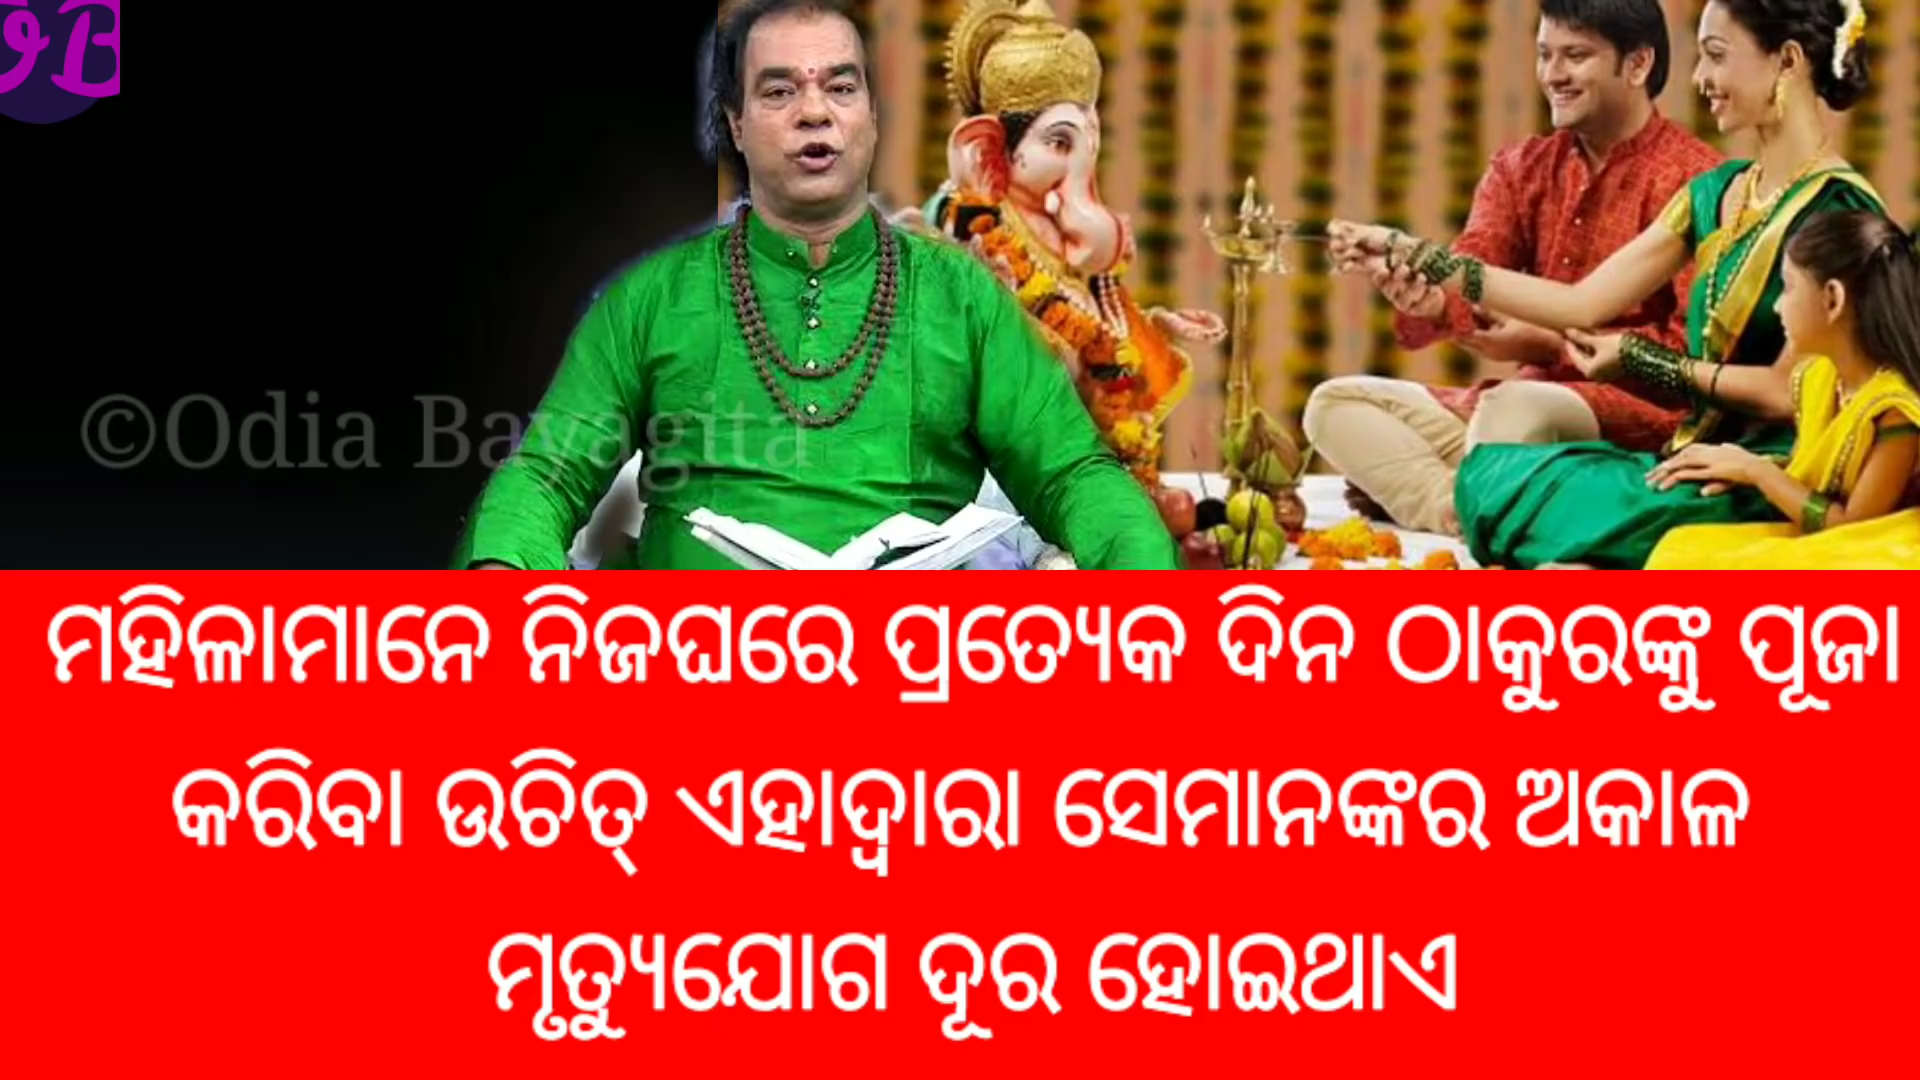 ©Odia Bayagita
ମହିଳାମାନେ ନିଜଘରେ ପ୍ରତ୍ୟେକ ଦିନ ଠାକୁରଙ୍କୁ ପୂଜା
କରିବା ଉଚିତ୍ ଏହାଦ୍ୱାରା ସେମାନଙ୍କର ଅକାଳ
ମୃତ୍ୟୁଯୋଗ ଦୂର ହୋଇଥାଏ